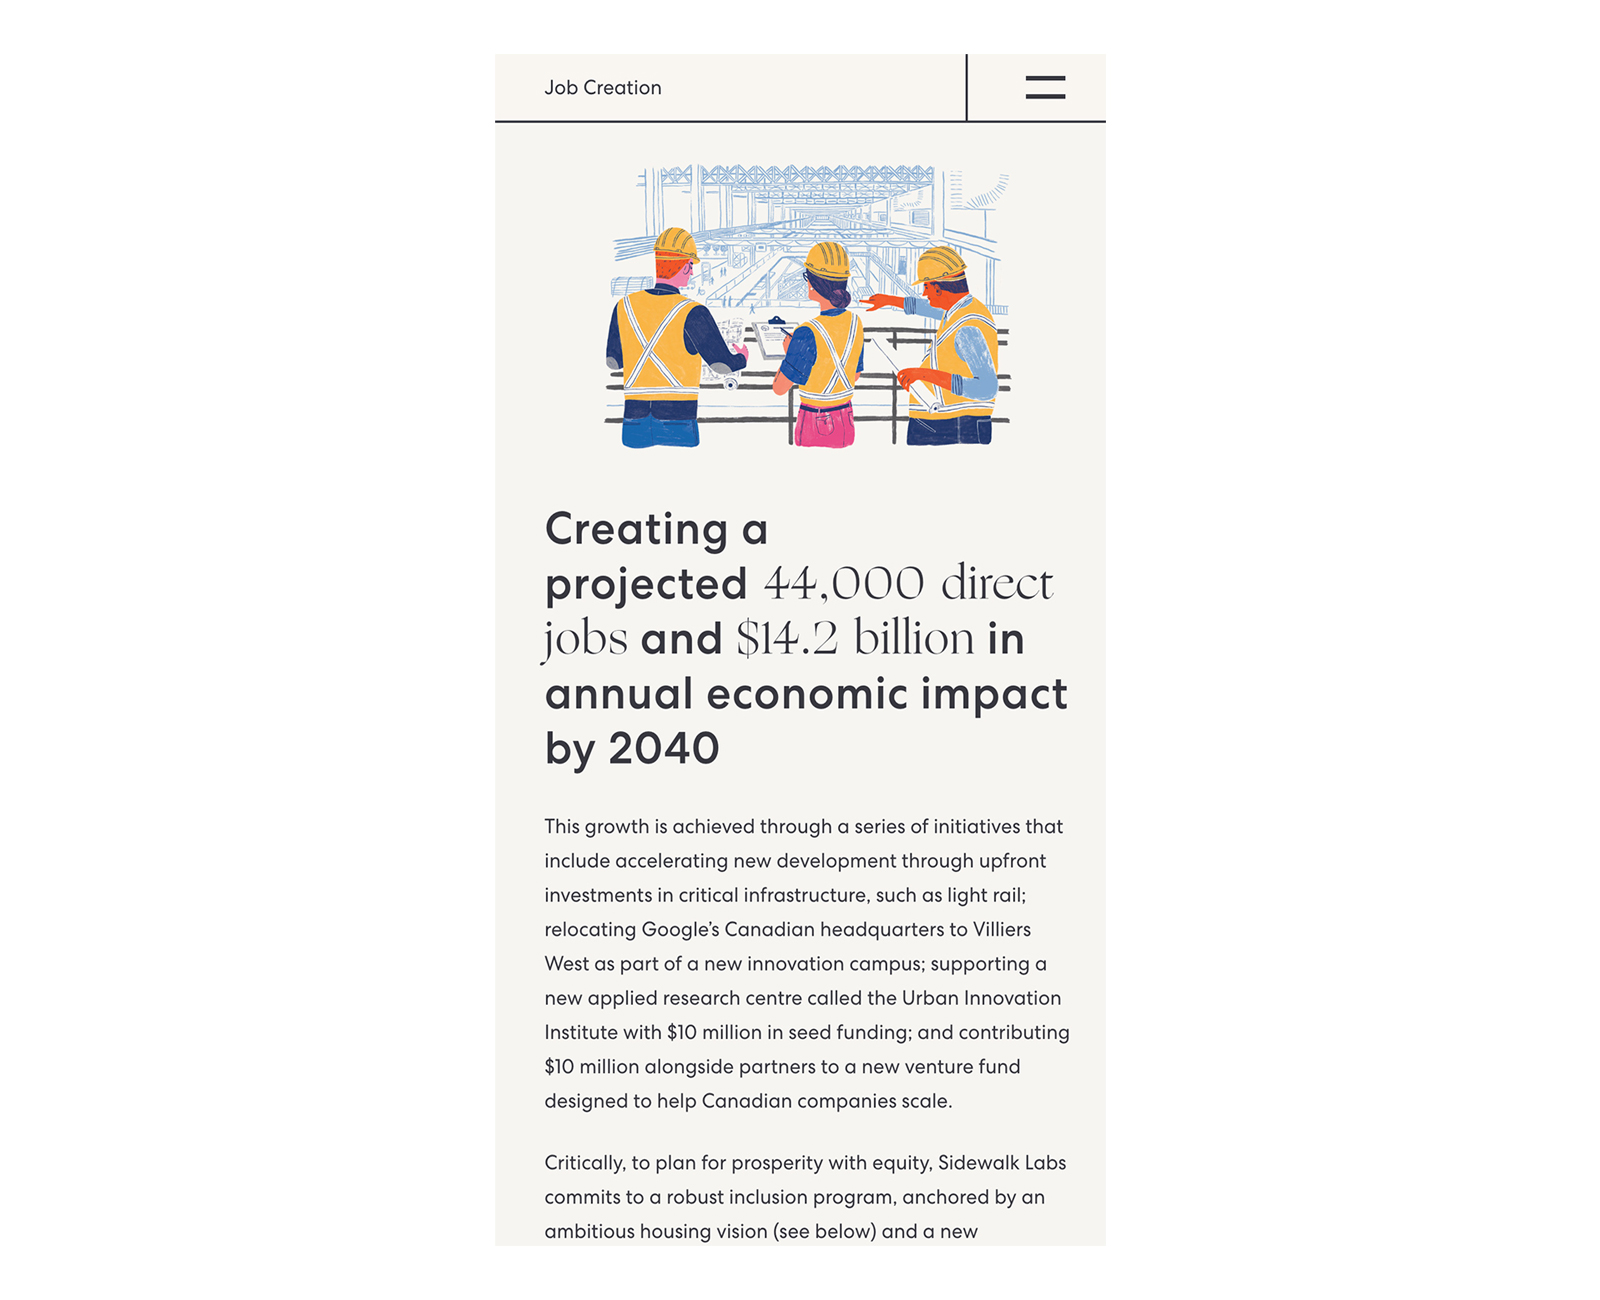 Job Creation
Creating a
projected 44,000 direct
jobs and $14.2 billion in
annual economic impact
by 2040
This growth is achieved through a series of initiatives that
include accelerating new development through upfront
investments in critical infrastructure, such as light rail;
relocating Google’s Canadian headquarters to Villiers
West as part of a new innovation campus; supporting a
new applied research centre called the Urban Innovation
Institute with $10 million in seed funding; and contributing
$10 million alongside partners to a new venture fund
designed to help Canadian companies scale.
Critically, to plan for prosperity with equity, Sidewalk Labs
commits to a robust inclusion program, anchored by an
ambitious housing vision (see below) and a new